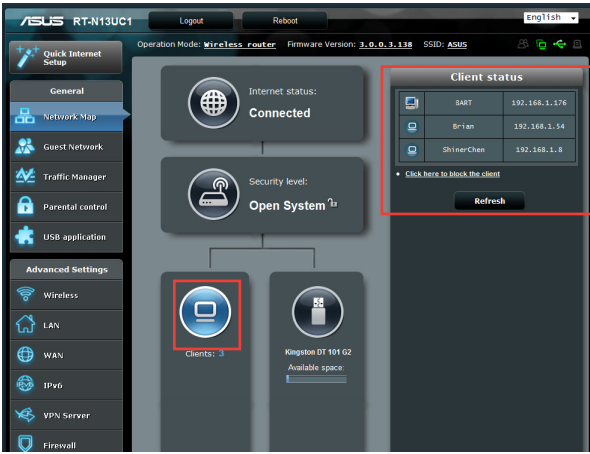 ASUS RT-N13UC1
Logout
Reboot
English
Operation Mode: Wireless router Firmware Version: 3.0.0.3.138 SSID: ASUS
Quick Internet
Setup
General
Network Map
Guest Network
Traffic Manager
Parental control
USB application
Advanced Settings
Wireless
LAN
WAN
IPv6
VPN Server
Firewall
Internet status:
Connected
Security level:
Open System
Clients: 3
Kingston DT 101 G2
Available space:
Client status
BART 192.168.1.176
Brian 192.168.1.54
ShinerChen 192.168.1.8
Click here to block the client
Refresh